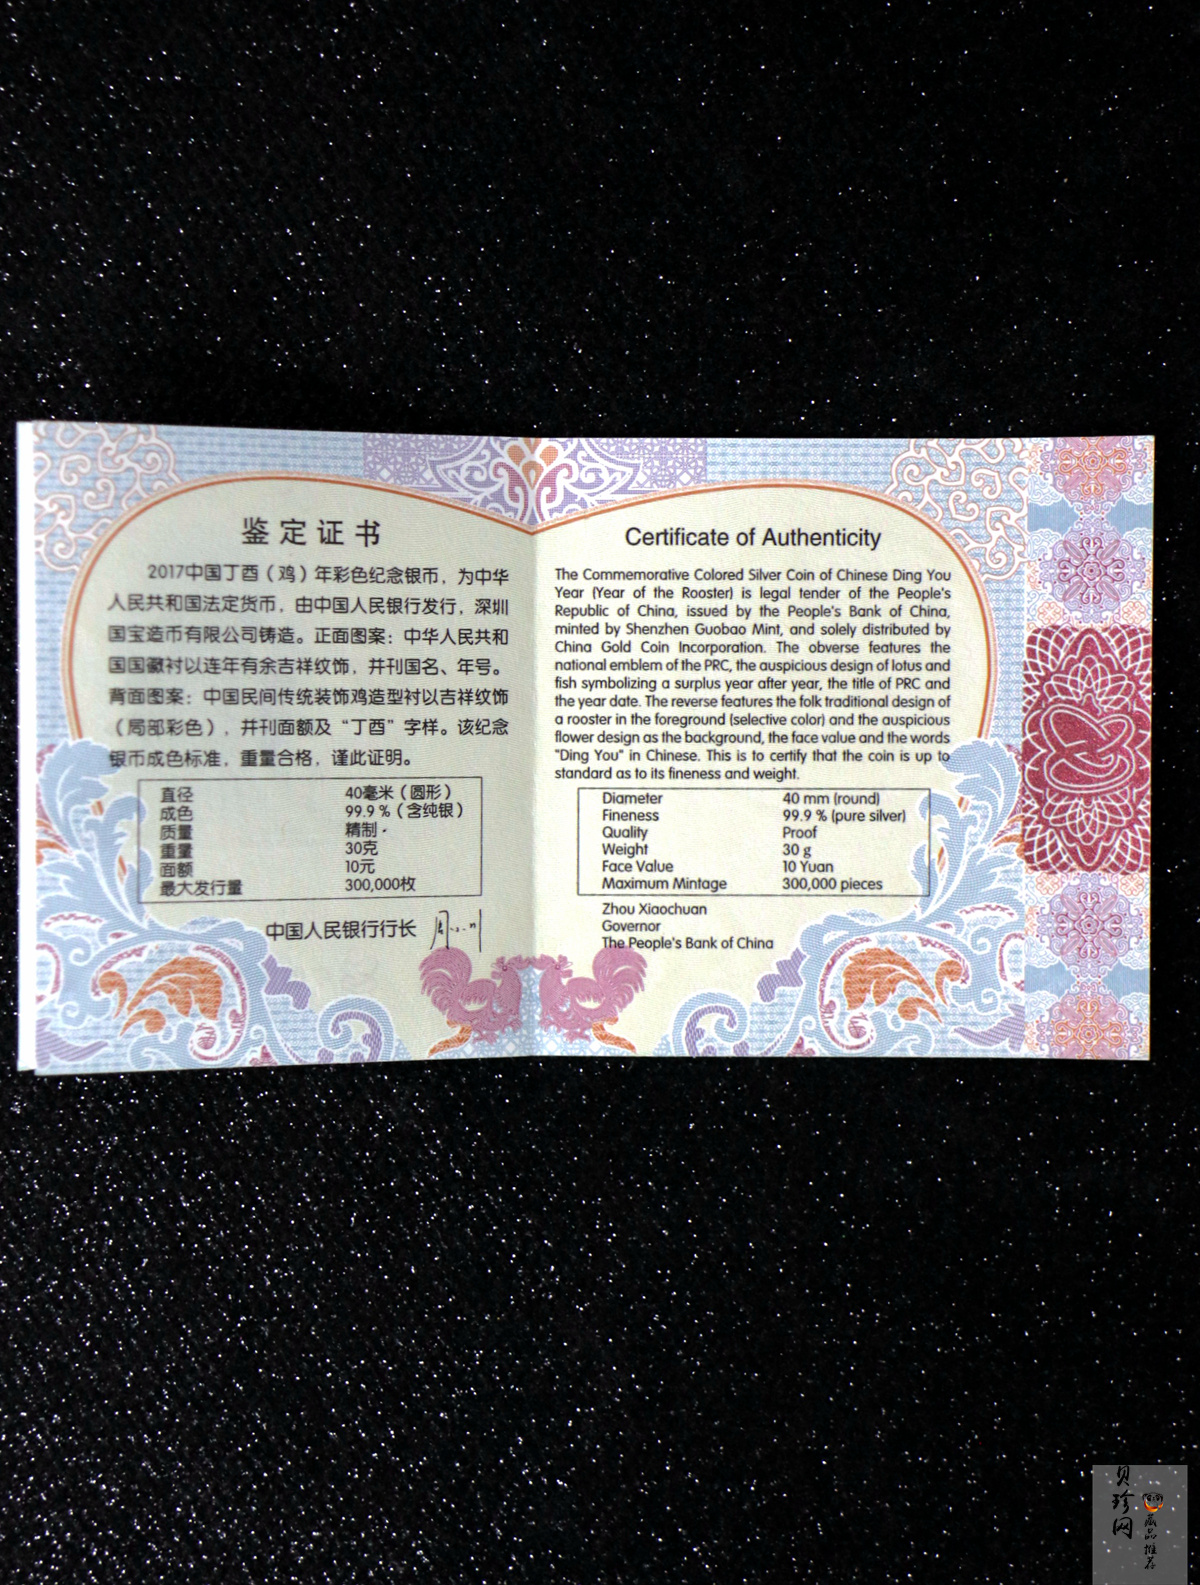 鉴定证书
2017中国丁酉（鸡）年彩色纪念银币，为中华
人民共和国法定货币，由中国人民银行发行，深圳
国宝造币有限公司铸造。正面图案：中华人民共和
国国徽衬以连年有余吉祥纹饰，并刊国名、年号。
背面图案：中国民间传统装饰鸡造型衬以吉祥纹饰
（局部彩色），并刊面额及“丁酉”字样。该纪念
银币成色标准，重量合格，谨此证明。
直径 40毫米（圆形）
成色 99.9％（含纯银）
质量 精制
重量 30克
面额 10元
最大发行量 300,000枚
中国人民银行行长
Certificate of Authenticity
The Commemorative Colored Silver Coin of Chinese Ding You
Year (Year of the Rooster) is legal tender of the People's
Republic of China, issued by the People's Bank of China,
minted by Shenzhen Guobao Mint, and solely distributed by
China Gold Coin Incorporation. The obverse features the
national emblem of the PRC, the auspicious design of lotus and
fish symbolizing a surplus year after year, the title of PRC and
the year date. The reverse features the folk traditional design of
a rooster in the foreground (selective color) and the auspicious
flower design as the background, the face value and the words
"Ding You" in Chinese. This is to certify that the coin is up to
standard as to its fineness and weight.
Diameter 40 mm (round)
Fineness 99.9 % (pure silver)
Quality Proof
Weight 30 g
Face Value 10 Yuan
Maximum Mintage 300,000 pieces
Zhou Xiaochuan
Governor
The People's Bank of China
贝珍网
藏品推荐